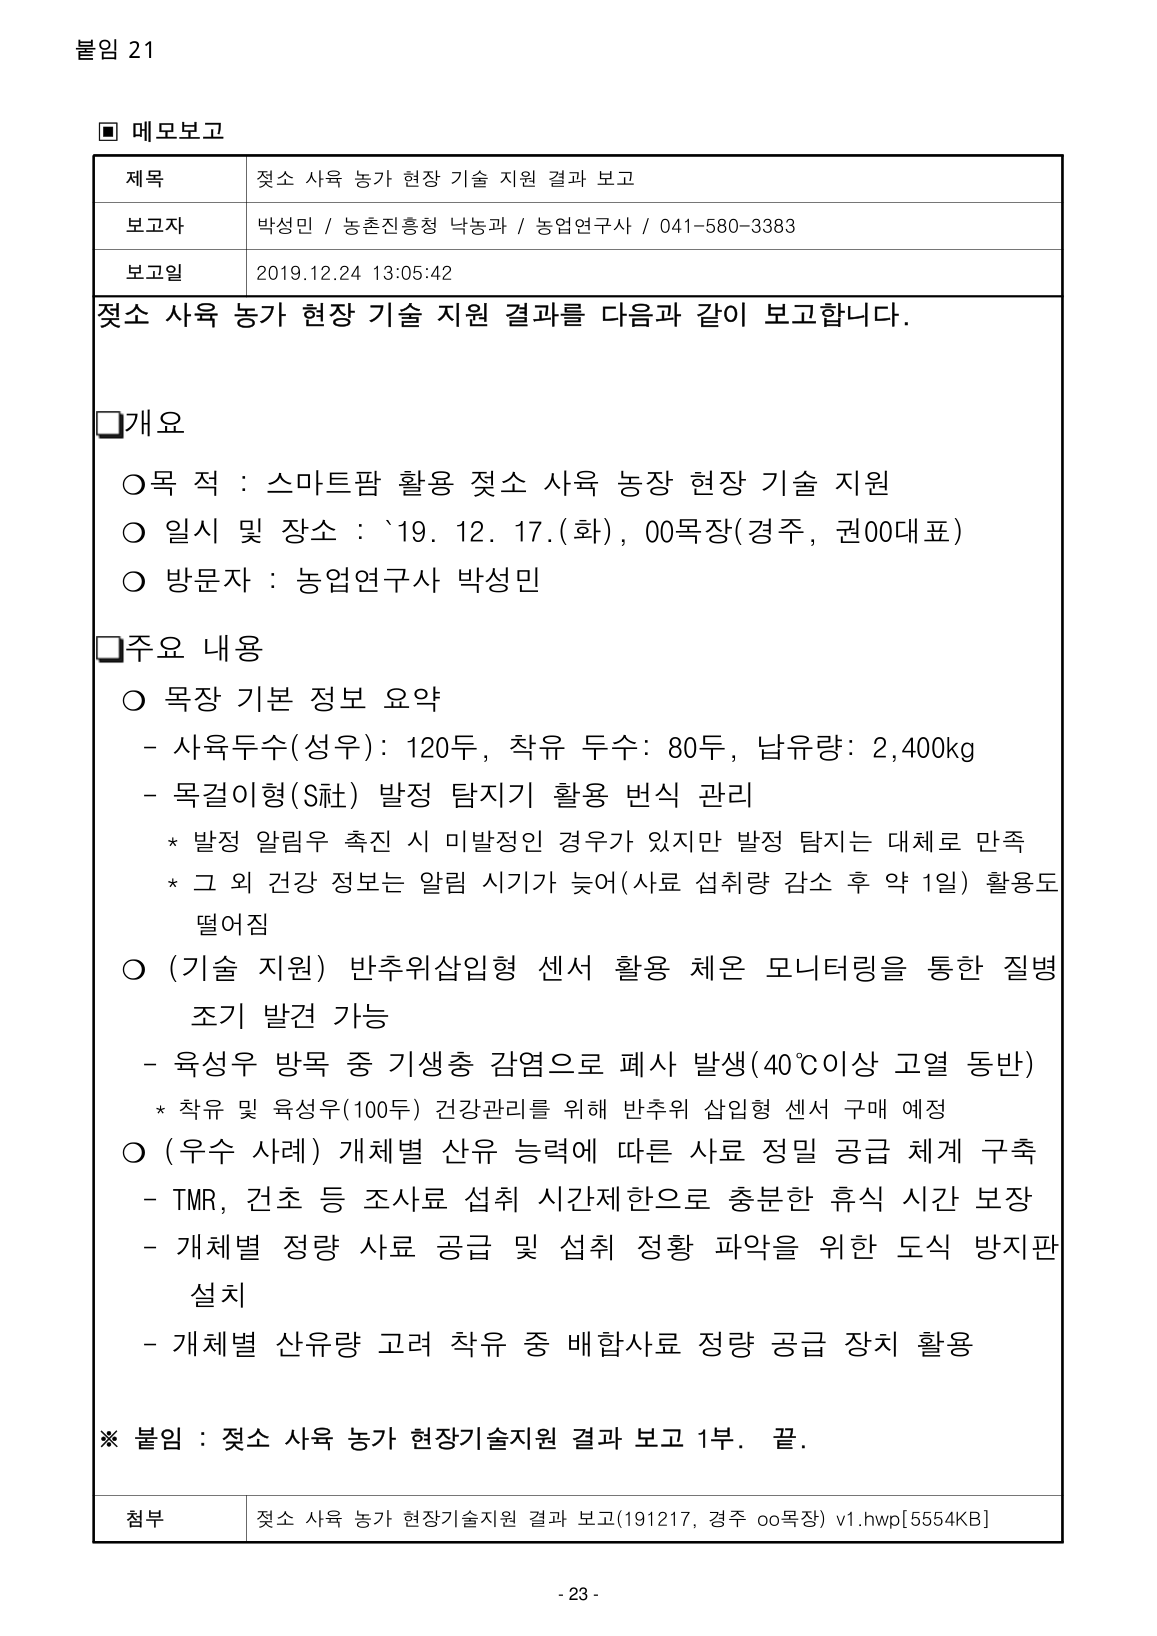 붙임 21
▣ 메모보고
제목 젖소 사육 농가 현장 기술 지원 결과 보고
보고자 박성민 / 농촌진흥청 낙농과 / 농업연구사 / 041-580-3383
보고일 2019.12.24 13:05:42
젖소 사육 농가 현장 기술 지원 결과를 다음과 같이 보고합니다.
❏개요
❍목 적 : 스마트팜 활용 젖소 사육 농장 현장 기술 지원
❍ 일시 및 장소 : `19. 12. 17.(화), 00목장(경주, 권00대표)
❍ 방문자 : 농업연구사 박성민
❏주요 내용
❍ 목장 기본 정보 요약
- 사육두수(성우): 120두, 착유 두수: 80두, 납유량: 2,400kg
- 목걸이형(S社) 발정 탐지기 활용 번식 관리
* 발정 알림우 촉진 시 미발정인 경우가 있지만 발정 탐지는 대체로 만족
* 그 외 건강 정보는 알림 시기가 늦어(사료 섭취량 감소 후 약 1일) 활용도
떨어짐
❍ (기술 지원) 반추위삽입형 센서 활용 체온 모니터링을 통한 질병
조기 발견 가능
- 육성우 방목 중 기생충 감염으로 폐사 발생(40℃이상 고열 동반)
* 착유 및 육성우(100두) 건강관리를 위해 반추위 삽입형 센서 구매 예정
❍ (우수 사례) 개체별 산유 능력에 따른 사료 정밀 공급 체계 구축
- TMR, 건초 등 조사료 섭취 시간제한으로 충분한 휴식 시간 보장
- 개체별 정량 사료 공급 및 섭취 정황 파악을 위한 도식 방지판
설치
- 개체별 산유량 고려 착유 중 배합사료 정량 공급 장치 활용
※ 붙임 : 젖소 사육 농가 현장기술지원 결과 보고 1부.  끝.
첨부 젖소 사육 농가 현장기술지원 결과 보고(191217, 경주 oo목장) v1.hwp[5554KB]
- 23 -